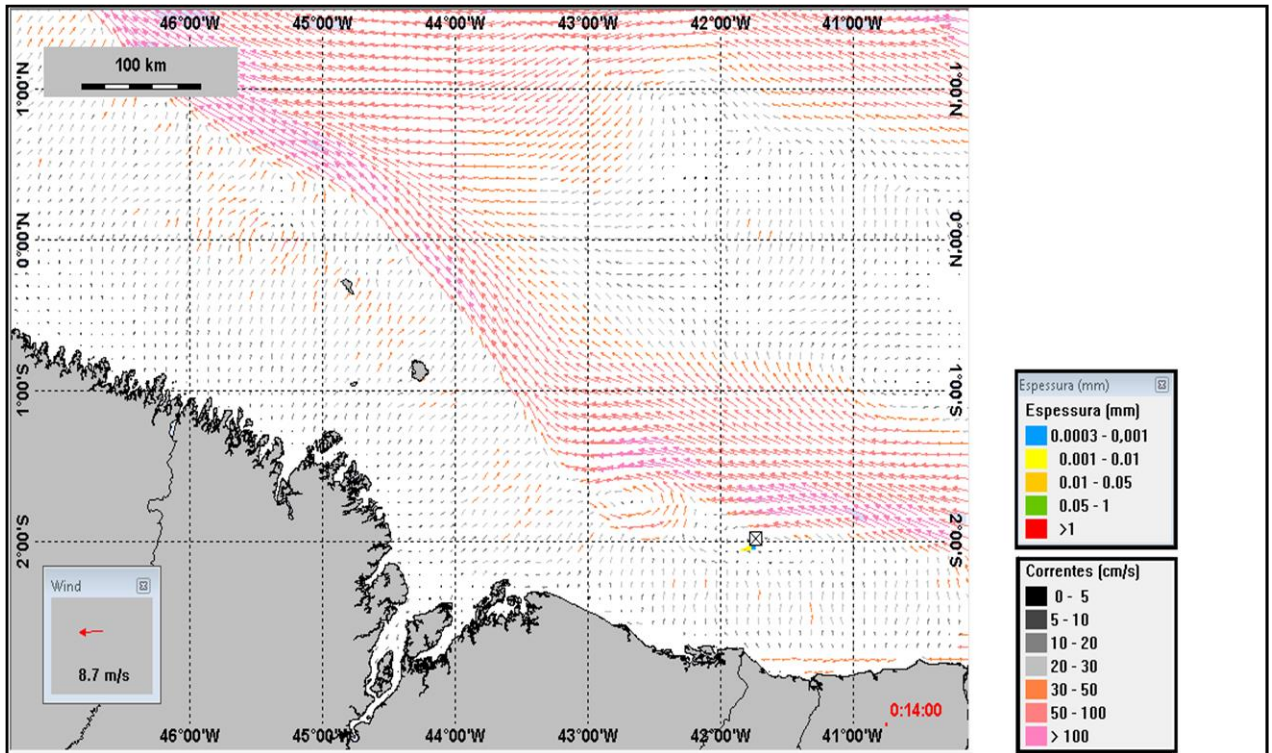 46°00'W 45°00'W 44°00'W 43°00'W 42°00'W 41°00'W
100 km
1°00'N
1°00'N
0°00'N
0°00'N
1°00'S
1°00'S
2°00'S
2°00'S
Espessura (mm)
Espessura (mm)
0.0003 - 0,001
0.001 - 0.01
0.01 - 0.05
0.05 - 1
>1
Correntes (cm/s)
0 - 5
5 - 10
10 - 20
20 - 30
30 - 50
50 - 100
> 100
Wind
8.7 m/s
0:14:00
46°00'W 45°00'W 44°00'W 43°00'W 42°00'W 41°00'W